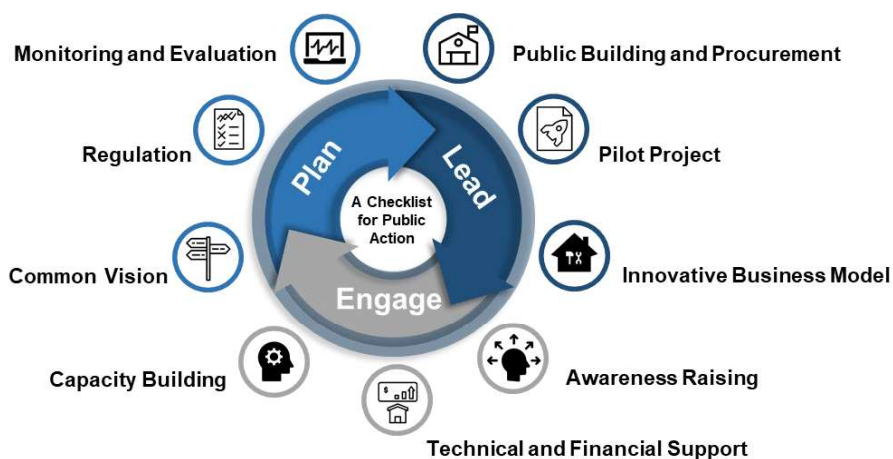 Monitoring and Evaluation
Public Building and Procurement
Regulation
Pilot Project
Plan
Lead
A Checklist
for Public
Action
Common Vision
Innovative Business Model
Engage
Capacity Building
Awareness Raising
$
Technical and Financial Support